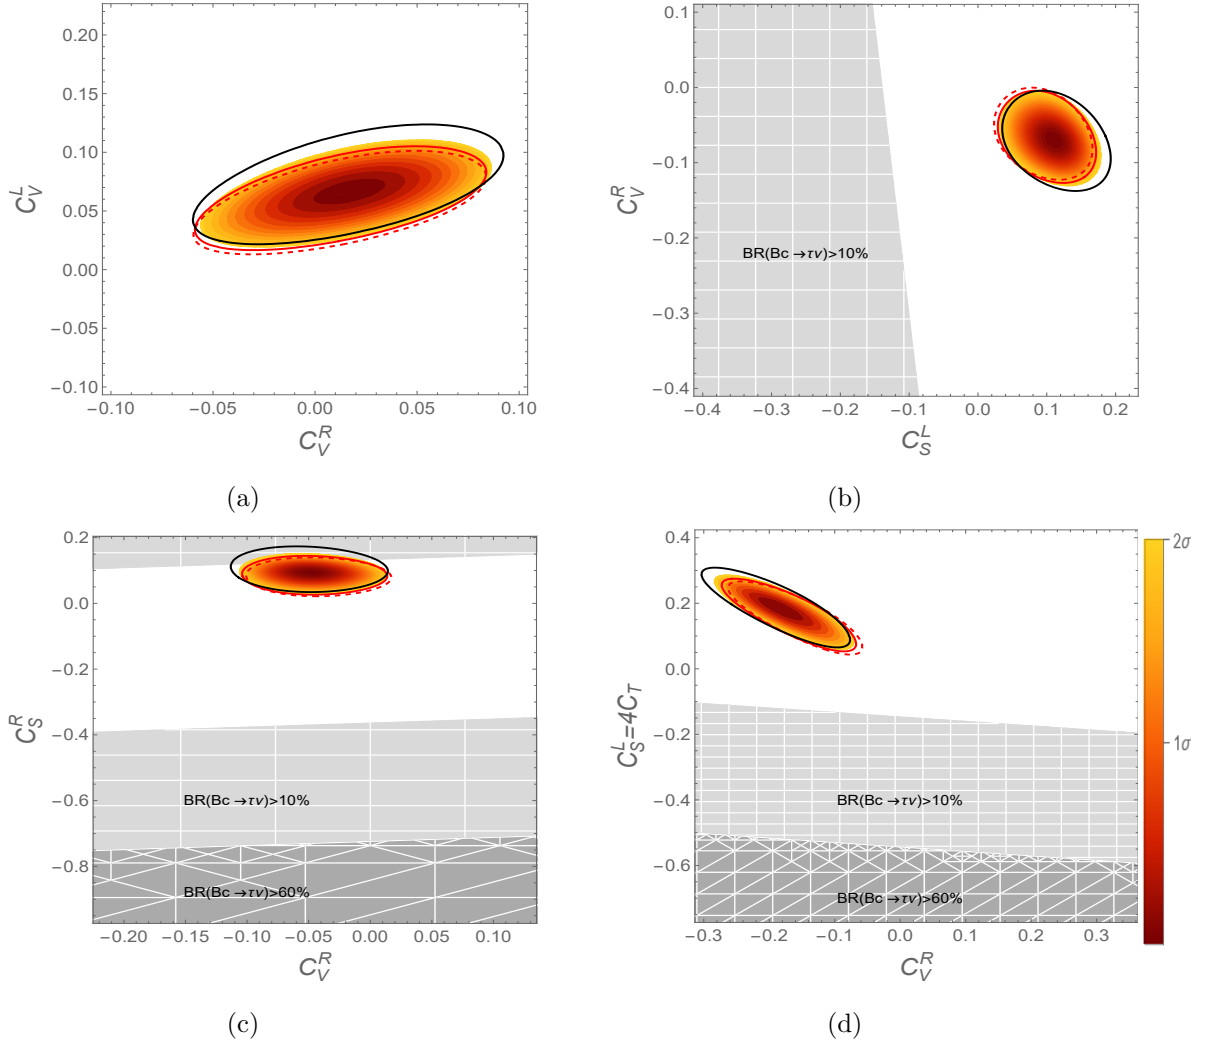 0.20
0.15
0.10
0.05
0.00
−0.05
−0.10
C_V^L
−0.10 −0.05 0.00 0.05 0.10
C_V^R
(a)
0.1
0.0
−0.1
−0.2
−0.3
−0.4
C_V^R
BR(Bc →τν)>10%
−0.4 −0.3 −0.2 −0.1 0.0 0.1 0.2
C_S^L
(b)
0.2
0.0
−0.2
−0.4
−0.6
−0.8
C_S^R
BR(Bc →τν)>10%
BR(Bc →τν)>60%
−0.20 −0.15 −0.10 −0.05 0.00 0.05 0.10
C_V^R
(c)
0.4
0.2
0.0
−0.2
−0.4
−0.6
C_S^L=4C_T
BR(Bc →τν)>10%
BR(Bc →τν)>60%
−0.3 −0.2 −0.1 0.0 0.1 0.2 0.3
C_V^R
(d)
2σ
1σ